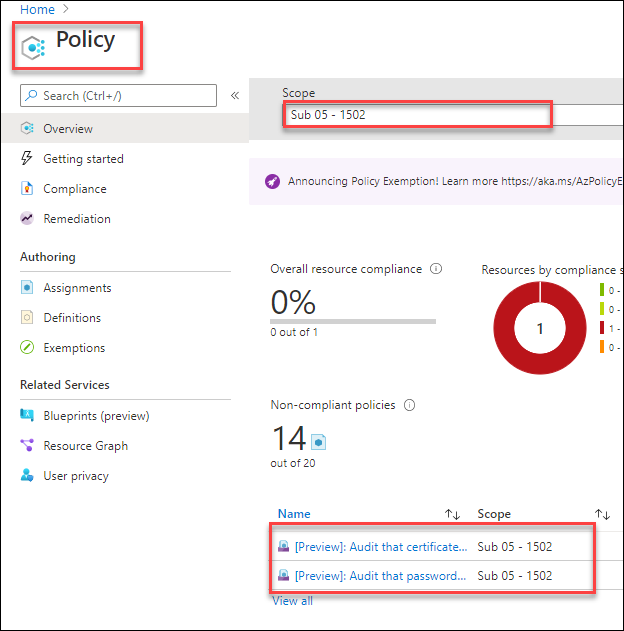 Home >
Policy
Search (Ctrl+/)
«
Overview
Getting started
Compliance
Remediation
Authoring
Assignments
Definitions
Exemptions
Related Services
Blueprints (preview)
Resource Graph
User privacy
Scope
Sub 05 - 1502
Announcing Policy Exemption! Learn more https://aka.ms/AzPolicyE
Overall resource compliance
0%
0 out of 1
Resources by compliance s
1
0 -
0 -
1 -
0 -
Non-compliant policies
14
out of 20
Name ↑↓ Scope ↑↓
[Preview]: Audit that certificate... Sub 05 - 1502
[Preview]: Audit that password... Sub 05 - 1502
View all